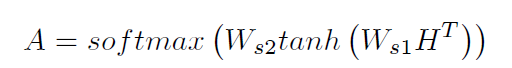 A = softmax (W_{s2}tanh (W_{s1}H^T))